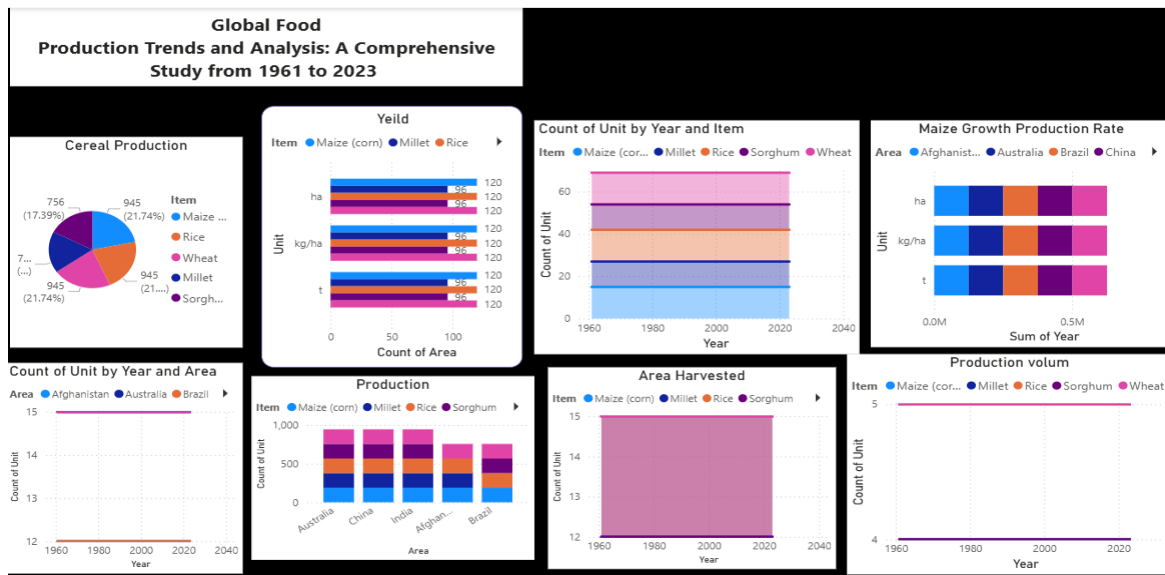 Global Food
Production Trends and Analysis: A Comprehensive
Study from 1961 to 2023
Cereal Production
756
(17.39%)
945
(21.74%)
7...
(...)
945
(21....)
945
(21.74%)
Item
Maize ...
Rice
Wheat
Millet
Sorgh...
Yeild
Item Maize (corn) Millet Rice
Unit
ha
120
96
120
96
120
kg/ha
120
96
120
96
120
t
120
96
120
96
120
0 50 100
Count of Area
Count of Unit by Year and Item
Item Maize (cor... Millet Rice Sorghum Wheat
Count of Unit
60
40
20
0
1960 1980 2000 2020 2040
Year
Maize Growth Production Rate
Area Afghanist... Australia Brazil China
Unit
ha
kg/ha
t
0.0M 0.5M
Sum of Year
Count of Unit by Year and Area
Area Afghanistan Australia Brazil
Count of Unit
15
14
13
12
1960 1980 2000 2020 2040
Year
Production
Item Maize (corn) Millet Rice Sorghum
Count of Unit
1,000
500
0
Australia China India Afghan... Brazil
Area
Area Harvested
Item Maize (corn) Millet Rice Sorghum
Count of Unit
15
14
13
12
1960 1980 2000 2020 2040
Year
Production volum
Item Maize (cor... Millet Rice Sorghum Wheat
Count of Unit
5
4
1960 1980 2000 2020
Year